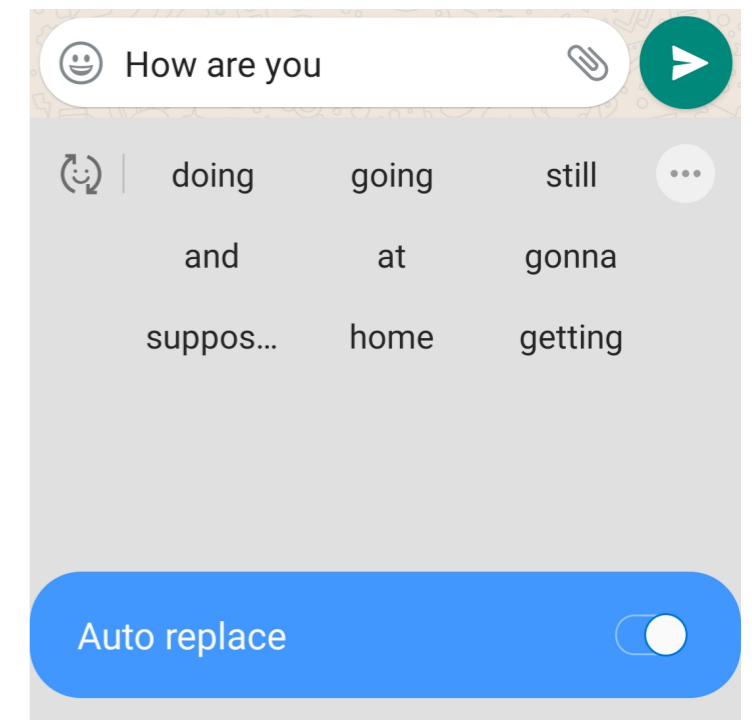 How are you
doing going still
and at gonna
suppos... home getting
Auto replace